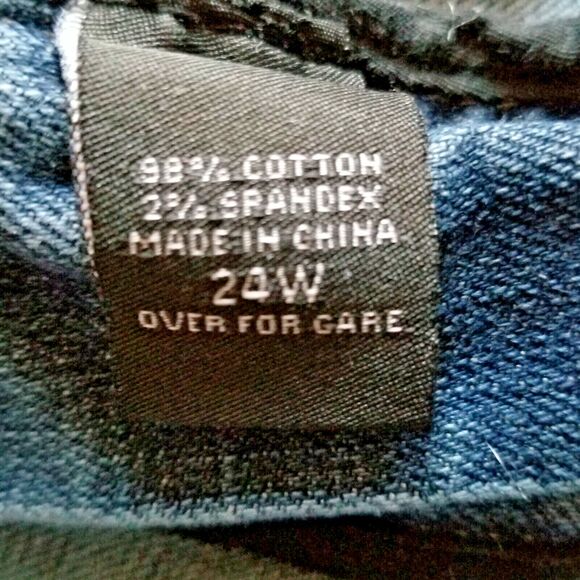 98% COTTON
2% SPANDEX
MADE IN CHINA
24W
OVER FOR CARE